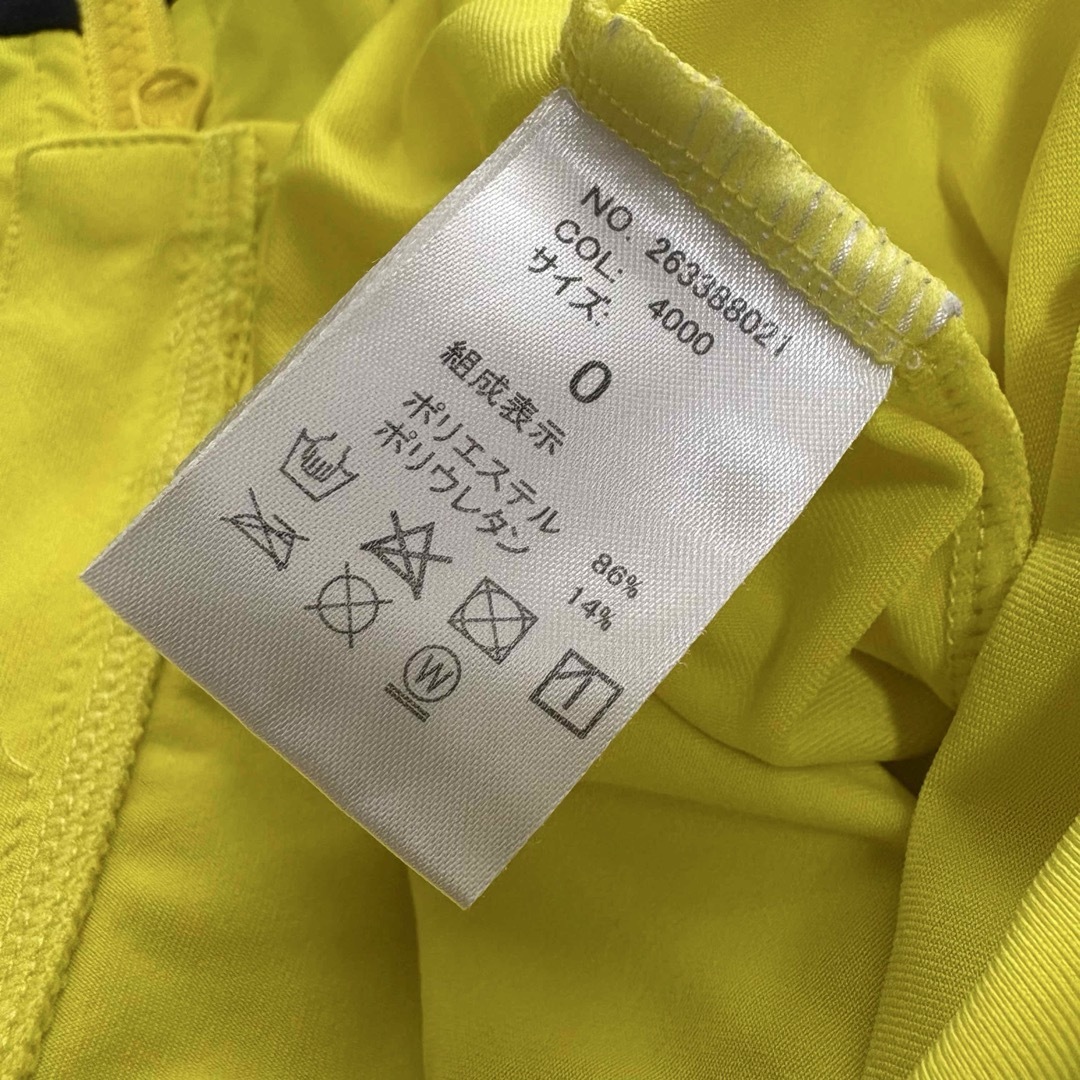 NO. 263388021
COL: 4000
サイズ: 0
組成表示
ポリエステル 86%
ポリウレタン 14%
W